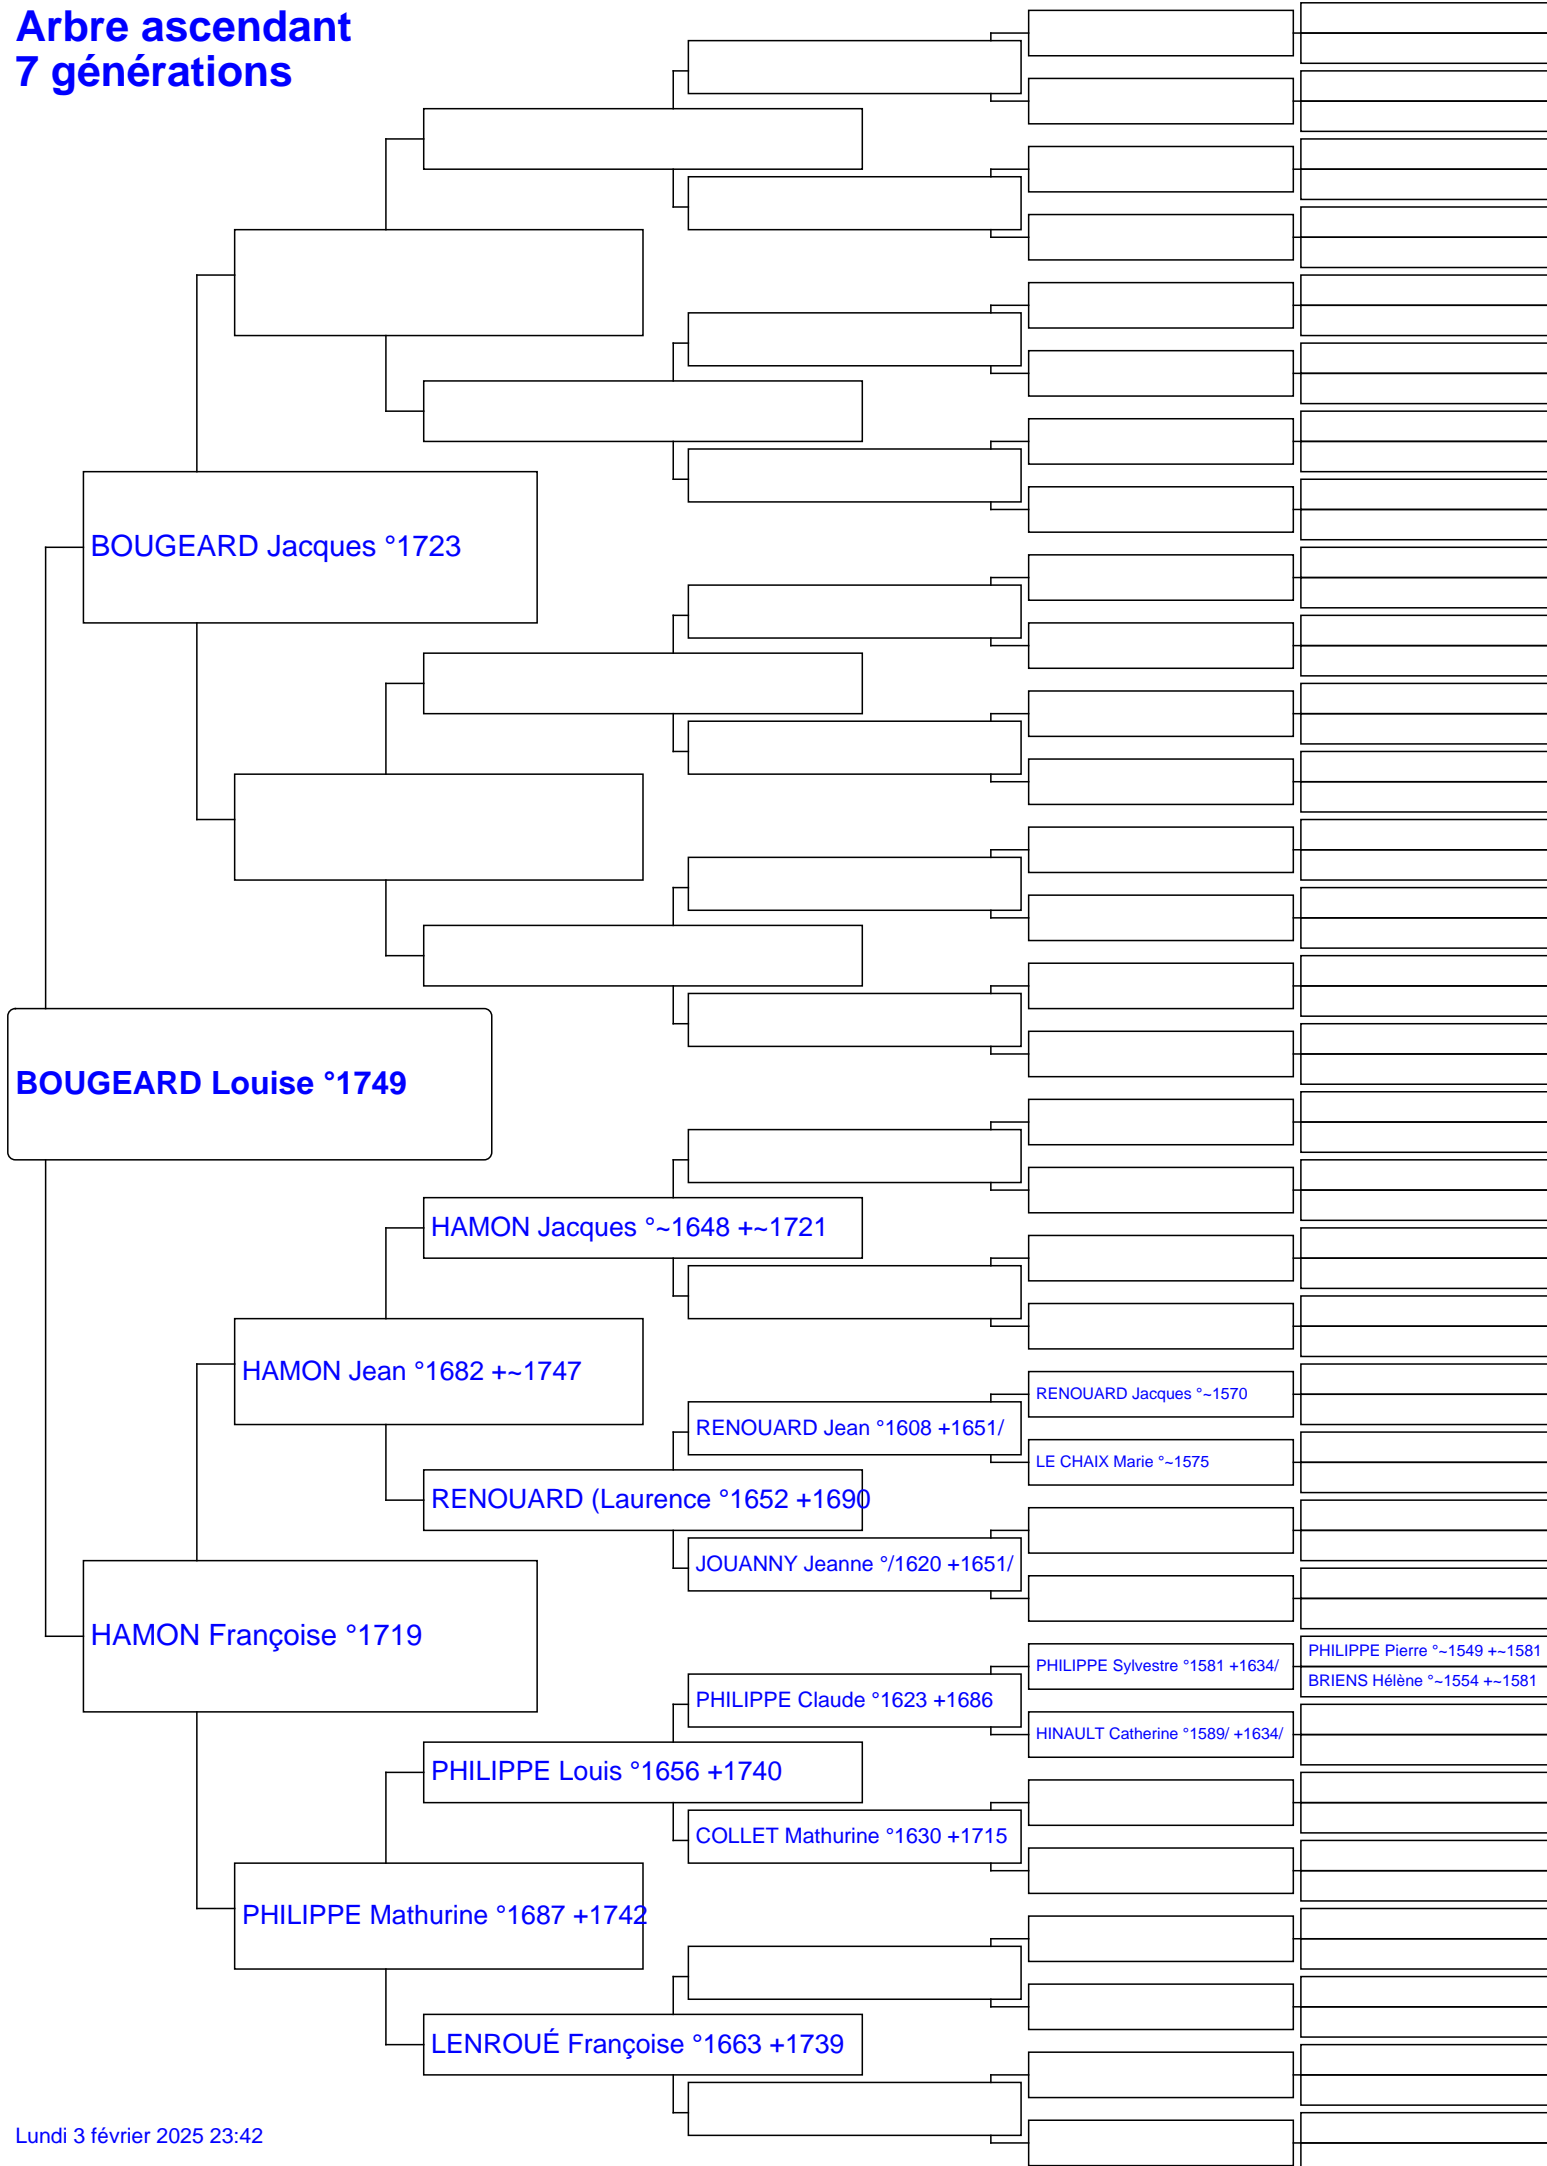 Arbre ascendant
7 générations
BOUGEARD Jacques °1723
BOUGEARD Louise °1749
HAMON Jacques °~1648 +~1721
HAMON Jean °1682 +~1747
RENOUARD Jacques °~1570
RENOUARD Jean °1608 +1651/
LE CHAIX Marie °~1575
RENOUARD (Laurence °1652 +1690
JOUANNY Jeanne °/1620 +1651/
HAMON Françoise °1719
PHILIPPE Pierre °~1549 +~1581
PHILIPPE Sylvestre °1581 +1634/
BRIENS Hélène °~1554 +~1581
PHILIPPE Claude °1623 +1686
HINAULT Catherine °1589/ +1634/
PHILIPPE Louis °1656 +1740
COLLET Mathurine °1630 +1715
PHILIPPE Mathurine °1687 +1742
LENROUÉ Françoise °1663 +1739
Lundi 3 février 2025 23:42